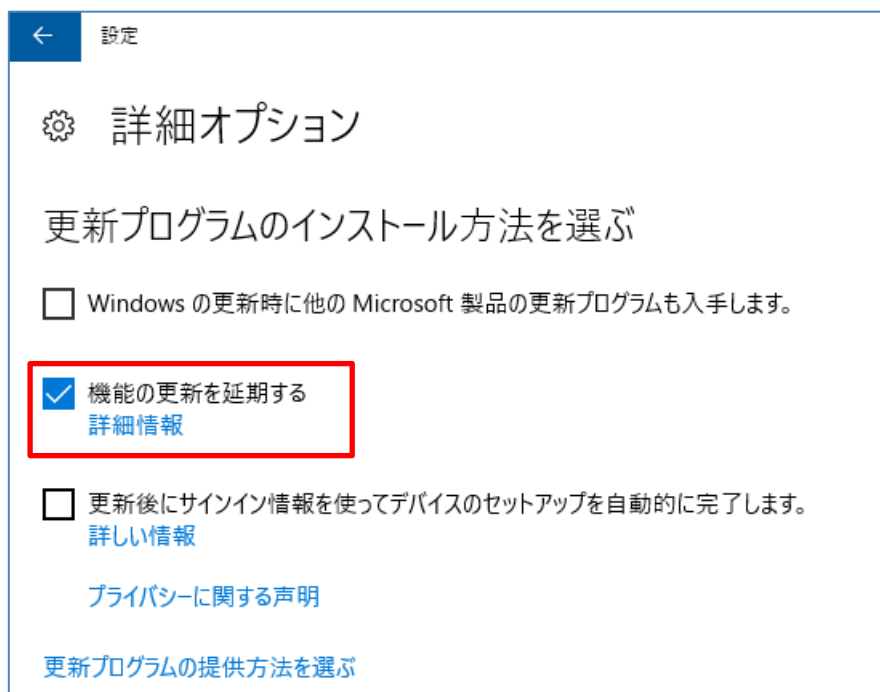 設定
詳細オプション
更新プログラムのインストール方法を選ぶ
Windows の更新時に他の Microsoft 製品の更新プログラムも入手します。
機能の更新を延期する
詳細情報
更新後にサインイン情報を使ってデバイスのセットアップを自動的に完了します。
詳しい情報
プライバシーに関する声明
更新プログラムの提供方法を選ぶ